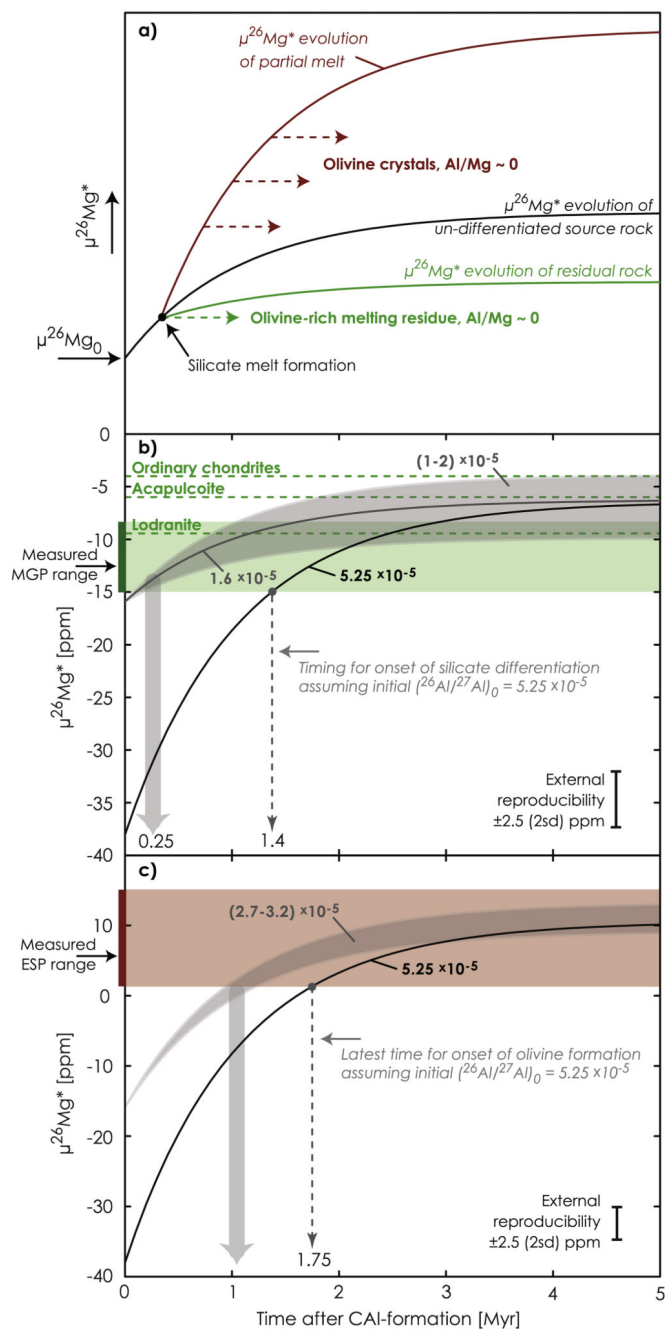 a)
µ²⁶Mg* evolution
of partial melt
Olivine crystals, Al/Mg ~ 0
µ²⁶Mg*
µ²⁶Mg* evolution of
un-differentiated source rock
µ²⁶Mg* evolution of residual rock
Olivine-rich melting residue, Al/Mg ~ 0
µ²⁶Mg₀
Silicate melt formation
0
b)
Ordinary chondrites
(1-2) ×10⁻⁵
-5
Acapulcoite
Lodranite
-10
Measured
MGP range
1.6 ×10⁻⁵
5.25 ×10⁻⁵
-15
µ²⁶Mg* [ppm]
-20
Timing for onset of silicate differentiation
assuming initial (²⁶Al/²⁷Al)₀ = 5.25 ×10⁻⁵
-25
-30
External
reproducibility
±2.5 (2sd) ppm
-35
0.25
1.4
-40
c)
(2.7-3.2) ×10⁻⁵
10
Measured
ESP range
5.25 ×10⁻⁵
0
µ²⁶Mg* [ppm]
Latest time for onset of olivine formation
assuming initial (²⁶Al/²⁷Al)₀ = 5.25 ×10⁻⁵
-10
-20
-30
External
reproducibility
±2.5 (2sd) ppm
1.75
-40
0
1
2
3
4
5
Time after CAI-formation [Myr]